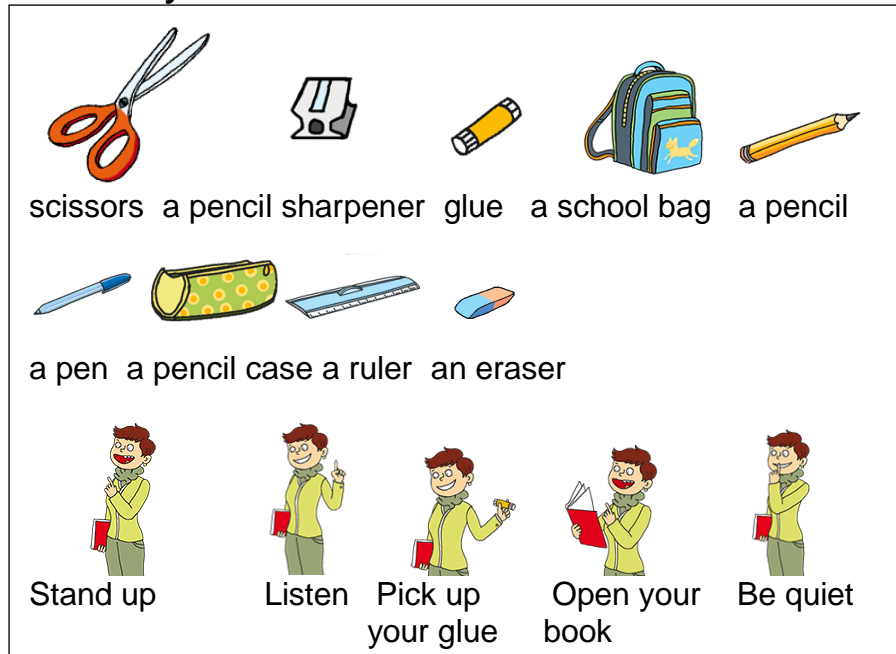 scissors a pencil sharpener glue a school bag a pencil
a pen a pencil case a ruler an eraser
Stand up Listen Pick up your glue Open your book Be quiet